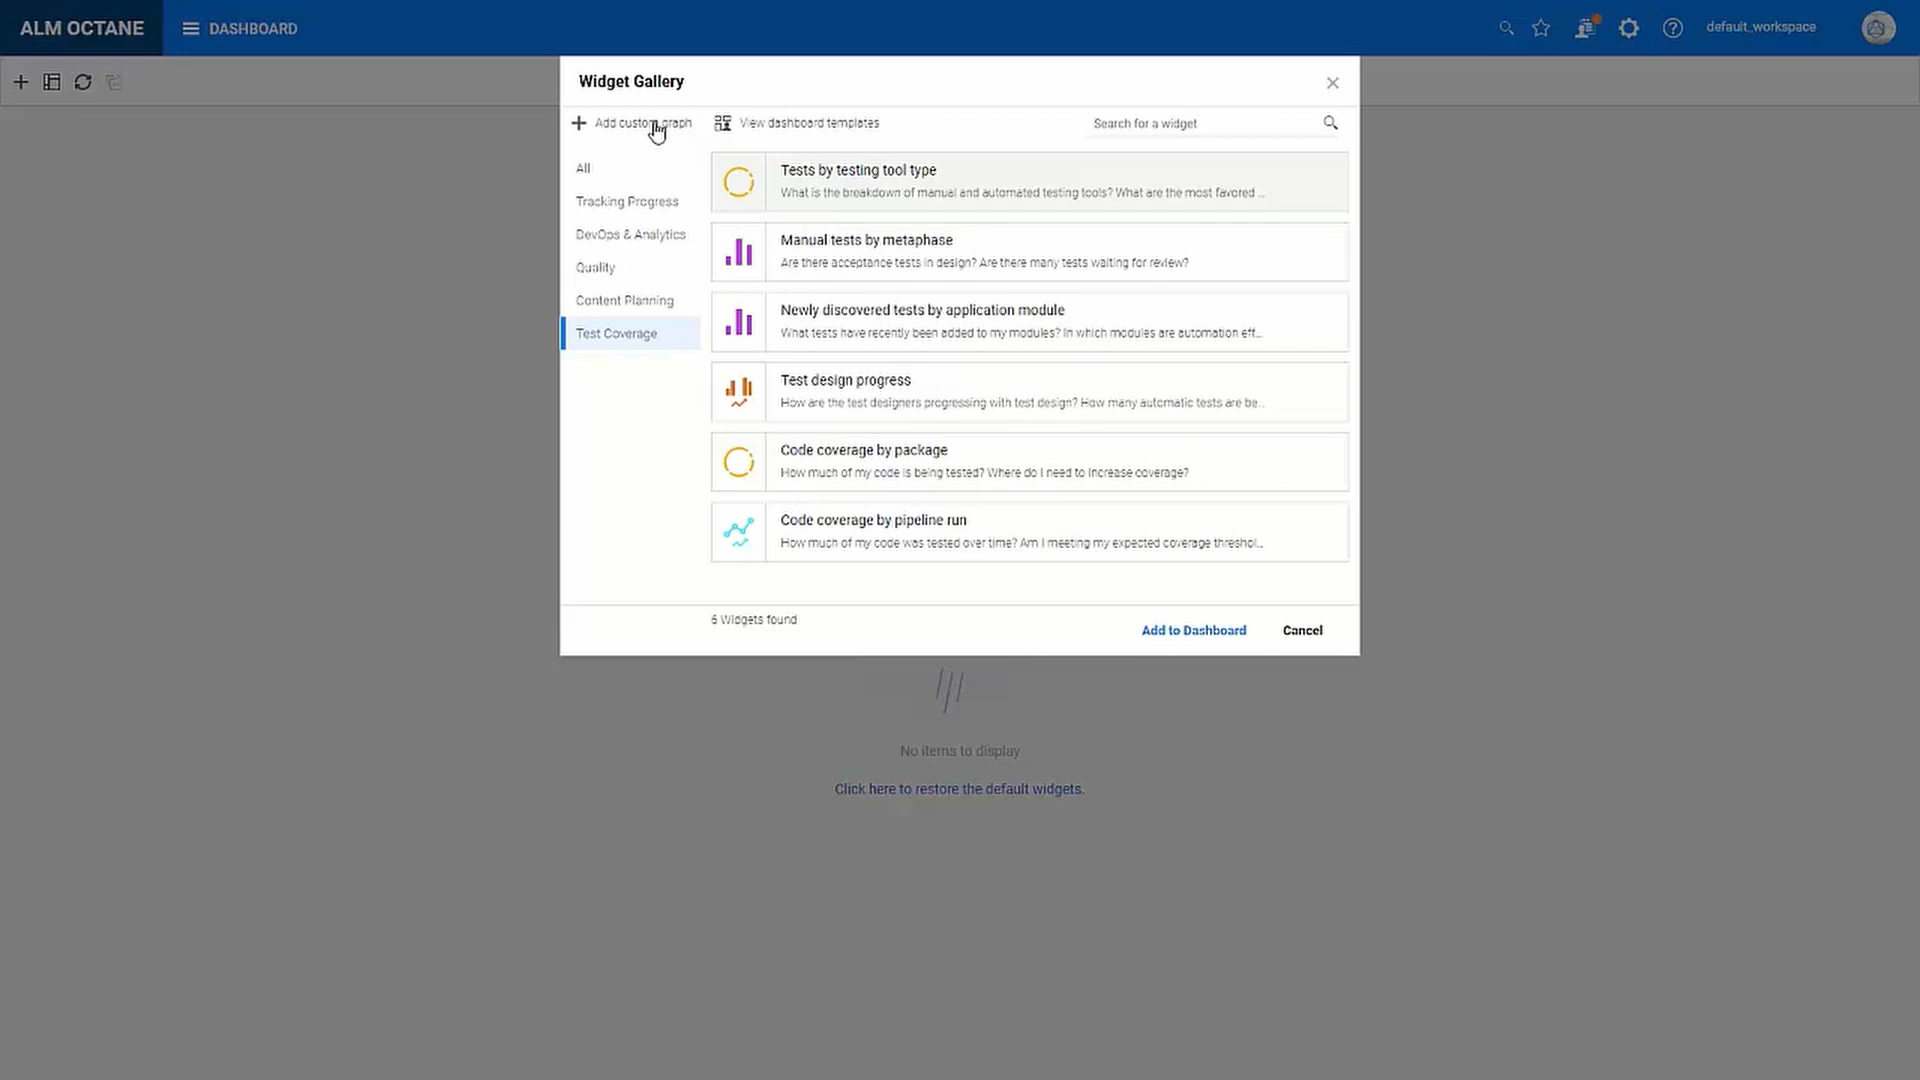 ALM OCTANE
DASHBOARD
default_workspace
Widget Gallery
Add custom graph
View dashboard templates
Search for a widget
All
Tracking Progress
DevOps & Analytics
Quality
Content Planning
Test Coverage
Tests by testing tool type
What is the breakdown of manual and automated testing tools? What are the most favored ...
Manual tests by metaphase
Are there acceptance tests in design? Are there many tests waiting for review?
Newly discovered tests by application module
What tests have recently been added to my modules? In which modules are automation eff...
Test design progress
How are the test designers progressing with test design? How many automatic tests are be...
Code coverage by package
How much of my code is being tested? Where do I need to increase coverage?
Code coverage by pipeline run
How much of my code was tested over time? Am I meeting my expected coverage threshol...
6 Widgets found
Add to Dashboard
Cancel
No items to display
Click here to restore the default widgets.